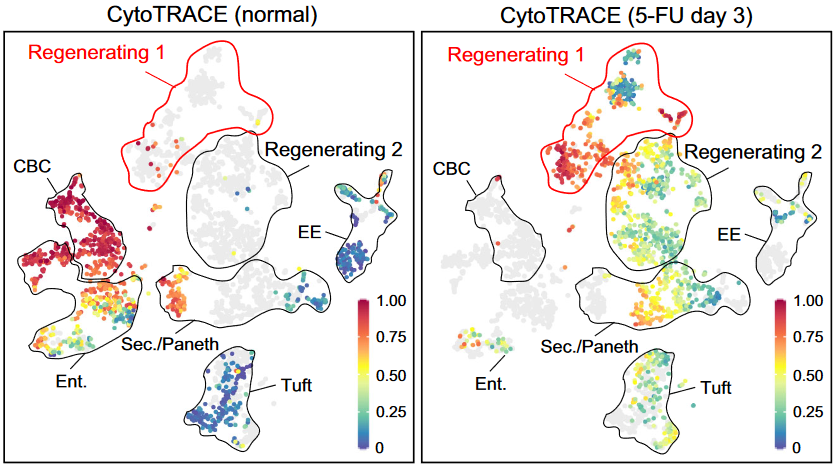 CytoTRACE (normal)
Regenerating 1
CBC
Regenerating 2
EE
Sec./Paneth
Ent.
Tuft
1.00
0.75
0.50
0.25
0
CytoTRACE (5-FU day 3)
Regenerating 1
CBC
Regenerating 2
EE
Sec./Paneth
Ent.
Tuft
1.00
0.75
0.50
0.25
0